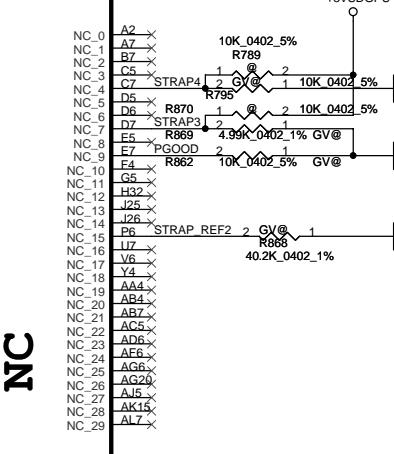 10K_0402_5%
R789
@
NC_0 A2
NC_1 A7
NC_2 B7
NC_3 C5 1 2
NC_4 C7 STRAP4 2 GV@ 1 10K_0402_5%
R795
NC_5 D5
NC_6 D6 R870 1 @ 2 10K_0402_5%
NC_7 D7 STRAP3 2 1
NC_8 E5 R869 4.99K_0402_1% GV@
NC_9 E7 PGOOD 2 1
R862 10K_0402_5% GV@
NC_10 F4
NC_11 G5
NC_12 H32
NC_13 J25
NC_14 J26
NC_15 P6 STRAP_REF2 2 GV@ 1
R868
40.2K_0402_1%
NC_16 U7
NC_17 V6
NC_18 Y4
NC_19 AA4
NC_20 AB4
NC_21 AB7
NC_22 AC5
NC_23 AD6
NC_24 AF6
NC_25 AG6
NC_26 AG20
NC_27 AJ5
NC_28 AK15
NC_29 AL7
NC